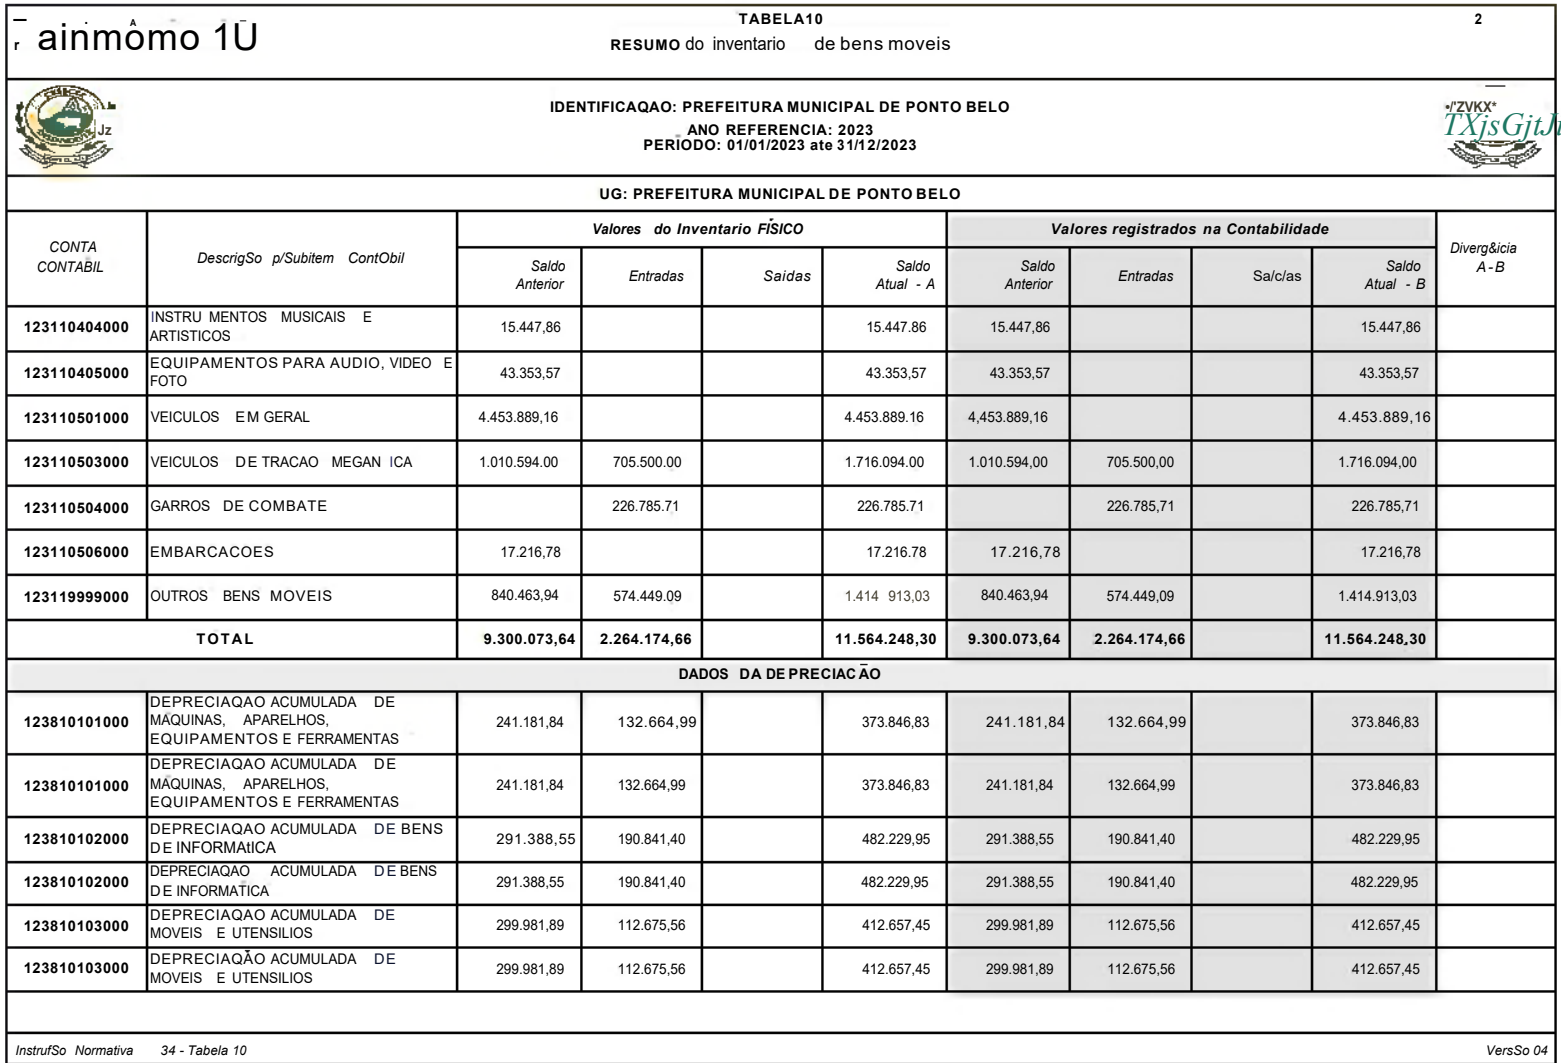 ainmomo 1U
TABELA10
2
RESUMO do inventario de bens moveis
IDENTIFICAQAO: PREFEITURA MUNICIPAL DE PONTO BELO
ANO REFERENCIA: 2023
PERIODO: 01/01/2023 ate 31/12/2023
•/'ZVKX*
TXjsGjtJ
Jz
UG: PREFEITURA MUNICIPAL DE PONTO BELO
CONTA CONTABIL DescrigSo p/Subitem ContObil Valores do Inventario FÍSICO Valores registrados na Contabilidade Diverg&icia A-B
Saldo Anterior Entradas Saidas Saldo Atual - A Saldo Anterior Entradas Sa/c/as Saldo Atual - B
123110404000 INSTRU MENTOS MUSICAIS E ARTISTICOS 15.447,86 15.447.86 15.447,86 15.447,86
123110405000 EQUIPAMENTOS PARA AUDIO, VIDEO E FOTO 43.353,57 43.353,57 43.353,57 43.353,57
123110501000 VEICULOS EM GERAL 4.453.889,16 4.453.889.16 4,453.889,16 4.453.889,16
123110503000 VEICULOS DE TRACAO MEGAN ICA 1.010.594.00 705.500.00 1.716.094.00 1.010.594,00 705.500,00 1.716.094,00
123110504000 GARROS DE COMBATE 226.785.71 226.785.71 226.785,71 226.785,71
123110506000 EMBARCACOES 17.216,78 17.216.78 17.216,78 17.216,78
123119999000 OUTROS BENS MOVEIS 840.463,94 574.449.09 1.414 913,03 840.463,94 574.449,09 1.414.913,03
TOTAL 9.300.073,64 2.264.174,66 11.564.248,30 9.300.073,64 2.264.174,66 11.564.248,30
DADOS DA DE PRECIACÃO
123810101000 DEPRECIAQAO ACUMULADA DE MAQUINAS, APARELHOS, EQUIPAMENTOS E FERRAMENTAS 241.181,84 132.664,99 373.846,83 241.181,84 132.664,99 373.846,83
123810101000 DEPRECIAQAO ACUMULADA DE MAQUINAS, APARELHOS, EQUIPAMENTOS E FERRAMENTAS 241.181,84 132.664,99 373.846,83 241.181,84 132.664,99 373.846,83
123810102000 DEPRECIAQAO ACUMULADA DE BENS DE INFORMAtICA 291.388,55 190.841,40 482.229,95 291.388,55 190.841,40 482.229,95
123810102000 DEPRECIAQAO ACUMULADA DE BENS DE INFORMATICA 291.388,55 190.841,40 482.229,95 291.388,55 190.841,40 482.229,95
123810103000 DEPRECIAQAO ACUMULADA DE MOVEIS E UTENSILIOS 299.981,89 112.675,56 412.657,45 299.981,89 112.675,56 412.657,45
123810103000 DEPRECIAQÃO ACUMULADA DE MOVEIS E UTENSILIOS 299.981,89 112.675,56 412.657,45 299.981,89 112.675,56 412.657,45
InstrufSo Normativa 34 - Tabela 10
VersSo 04